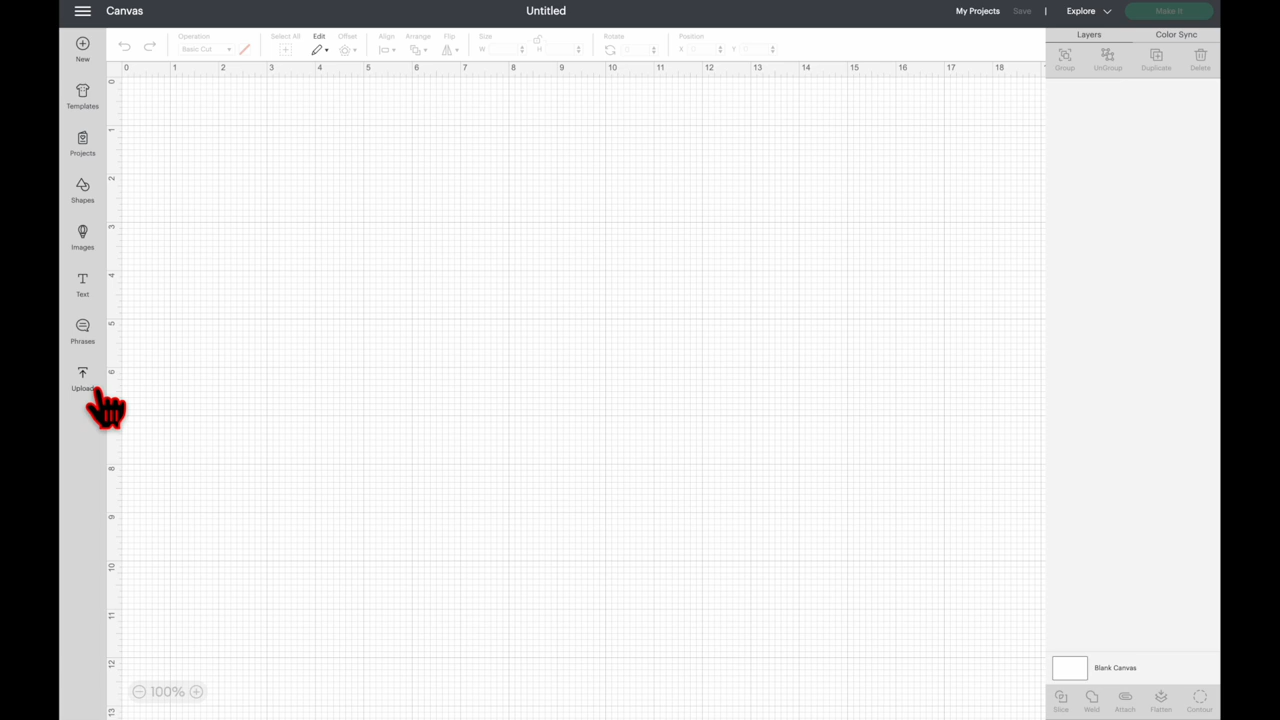 Canvas
Untitled
My Projects Save | Explore Make It
New
Templates
Projects
Shapes
Images
Text
Phrases
Upload
Operation
Basic Cut
Select All
Edit
Offset
Align
Arrange
Flip
Size
W
H
Rotate
0
Position
X 0
Y 0
Layers
Color Sync
Group
UnGroup
Duplicate
Delete
0 1 2 3 4 5 6 7 8 9 10 11 12 13 14 15 16 17 18
0
1
2
3
4
5
6
8
9
10
11
12
13
100%
Blank Canvas
Slice
Weld
Attach
Flatten
Contour